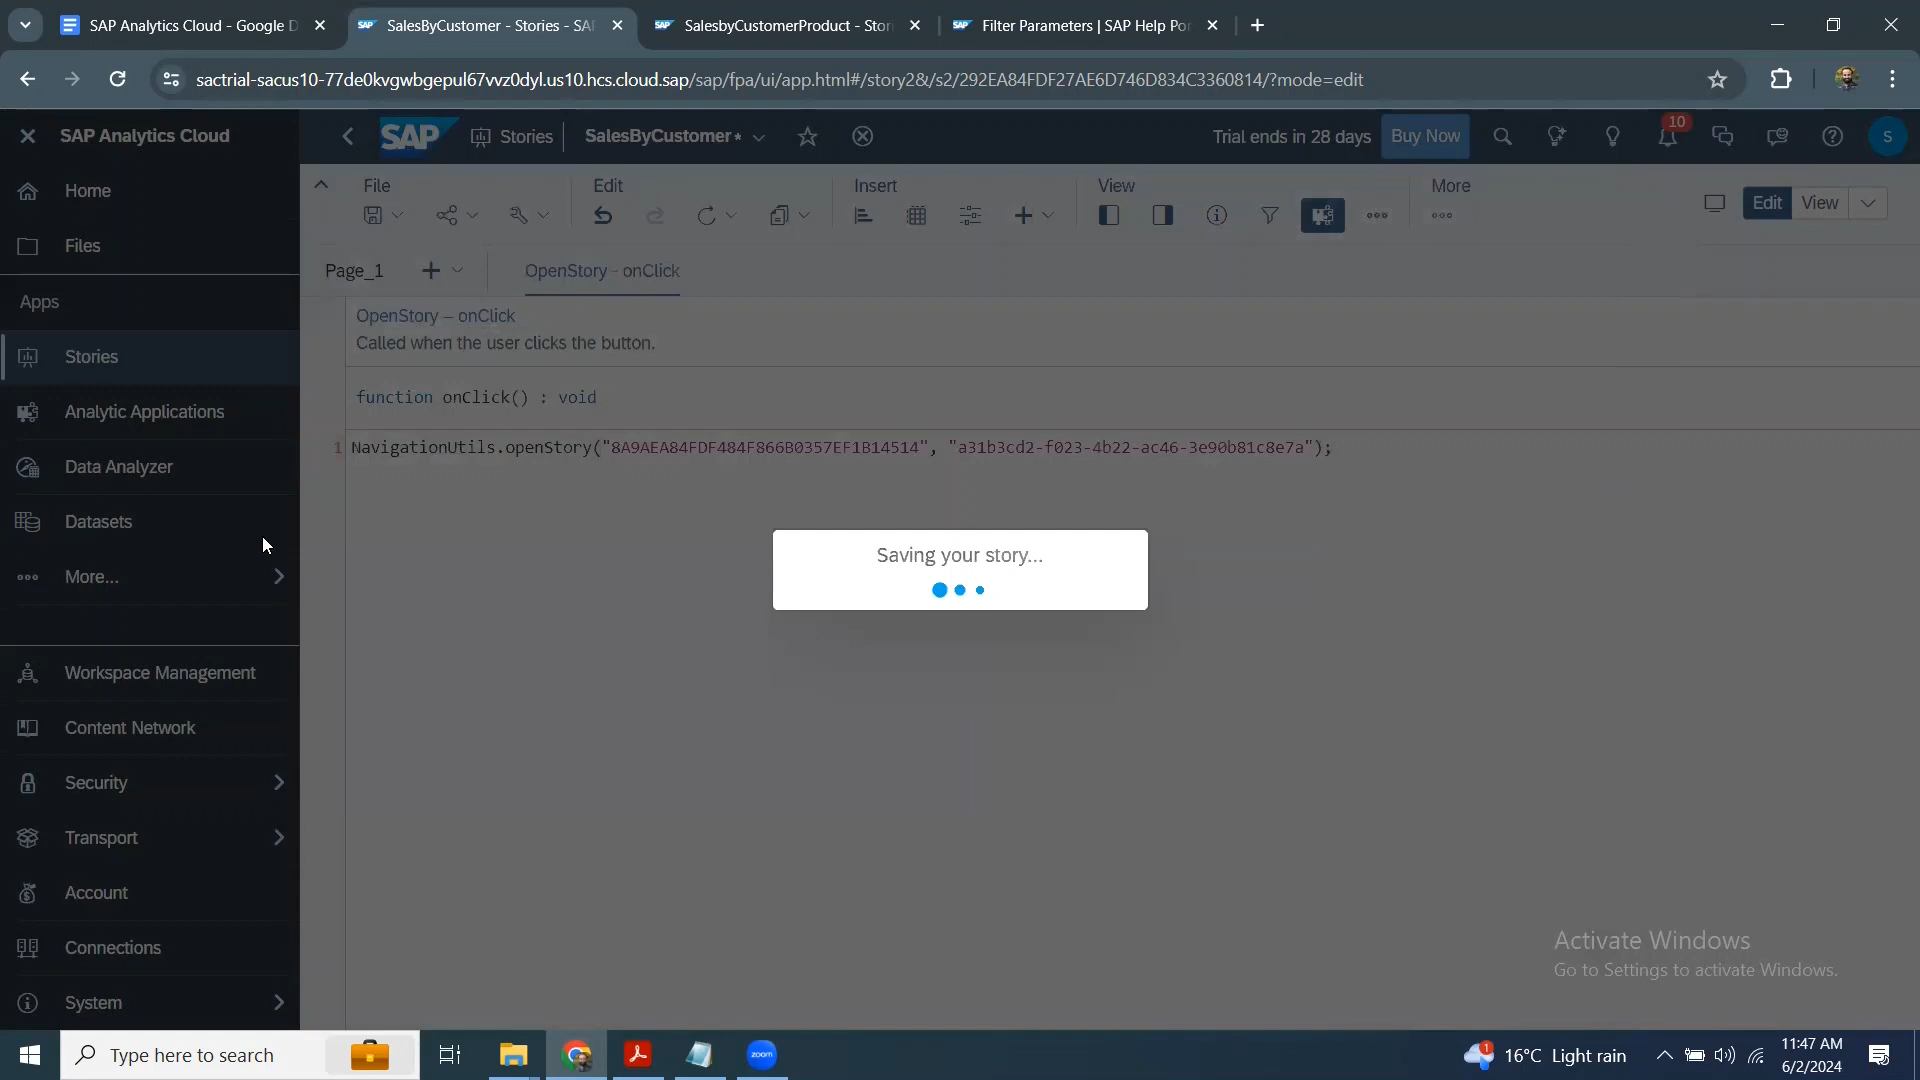 SAP Analytics Cloud - Google D
SalesByCustomer - Stories - SA
SalesbyCustomerProduct - Stor
Filter Parameters | SAP Help Po
sactrial-sacus10-77de0kvgwbgepul67vvz0dyl.us10.hcs.cloud.sap/sap/fpa/ui/app.html#/story2&/s2/292EA84FDF27AE6D746D834C3360814/?mode=edit
SAP Analytics Cloud
SAP
Stories
SalesByCustomer *
Trial ends in 28 days
Buy Now
10
S
Home
Files
Apps
Stories
Analytic Applications
Data Analyzer
Datasets
More...
Workspace Management
Content Network
Security
Transport
Account
Connections
System
File
Edit
Insert
View
More
Edit
View
Page_1
OpenStory - onClick
OpenStory – onClick
Called when the user clicks the button.
function onClick() : void
1 NavigationUtils.openStory("8A9AEA84FDF484F866B0357EF1B14514", "a31b3cd2-f023-4b22-ac46-3e90b81c8e7a");
Saving your story...
Activate Windows
Go to Settings to activate Windows.
Type here to search
zoom
1
16°C Light rain
11:47 AM
6/2/2024